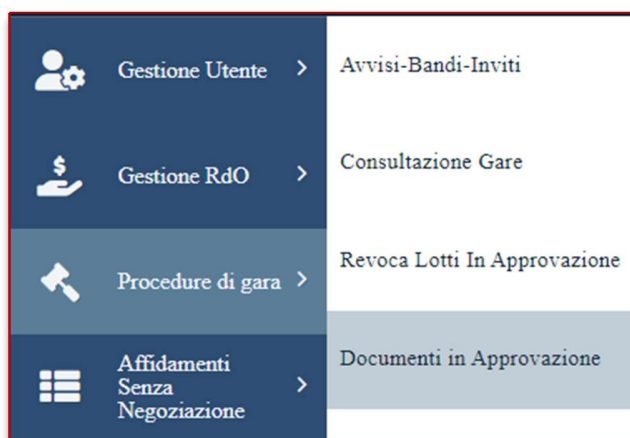 Gestione Utente
Gestione RdO
Procedure di gara
Affidamenti
Senza
Negoziazione
Avvisi-Bandi-Inviti
Consultazione Gare
Revoca Lotti In Approvazione
Documenti in Approvazione